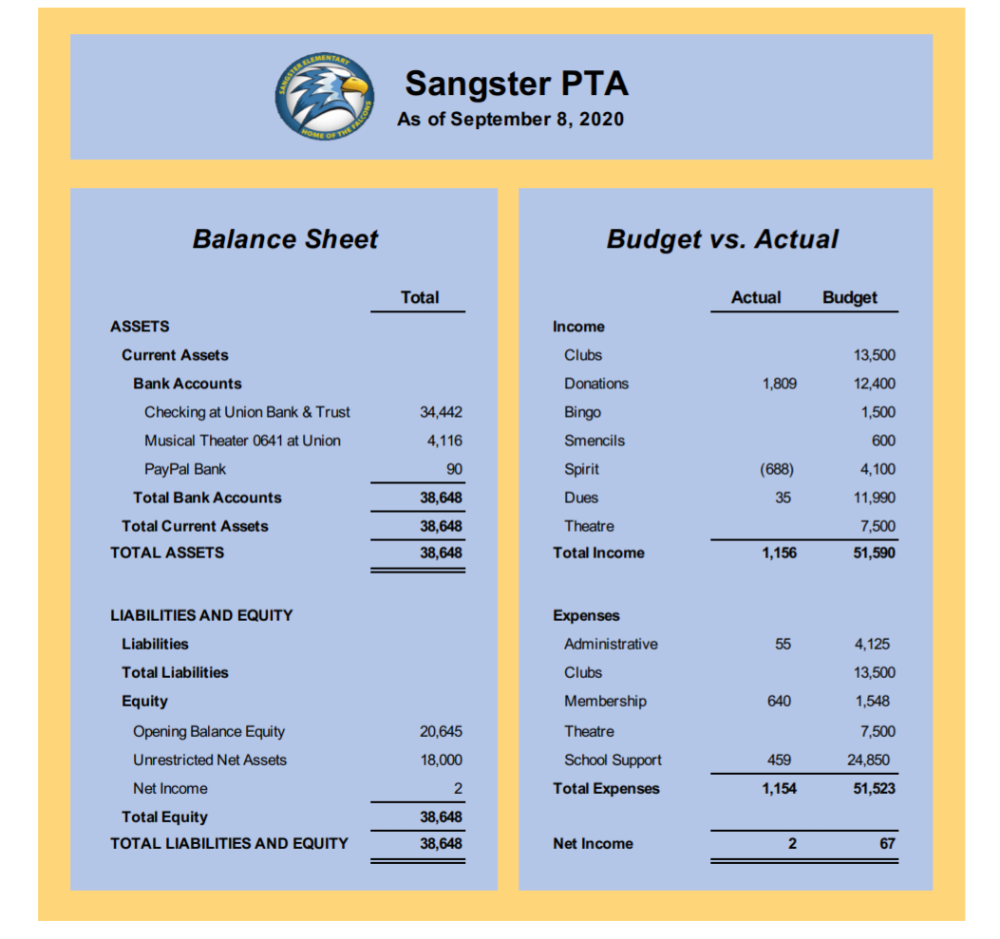 SANGSTER ELEMENTARY
HOME OF THE FALCONS
Sangster PTA
As of September 8, 2020
Balance Sheet
Total
ASSETS
Current Assets
Bank Accounts
Checking at Union Bank & Trust 34,442
Musical Theater 0641 at Union 4,116
PayPal Bank 90
Total Bank Accounts 38,648
Total Current Assets 38,648
TOTAL ASSETS 38,648
LIABILITIES AND EQUITY
Liabilities
Total Liabilities
Equity
Opening Balance Equity 20,645
Unrestricted Net Assets 18,000
Net Income 2
Total Equity 38,648
TOTAL LIABILITIES AND EQUITY 38,648
Budget vs. Actual
Actual Budget
Income
Clubs 13,500
Donations 1,809 12,400
Bingo 1,500
Smencils 600
Spirit (688) 4,100
Dues 35 11,990
Theatre 7,500
Total Income 1,156 51,590
Expenses
Administrative 55 4,125
Clubs 13,500
Membership 640 1,548
Theatre 7,500
School Support 459 24,850
Total Expenses 1,154 51,523
Net Income 2 67